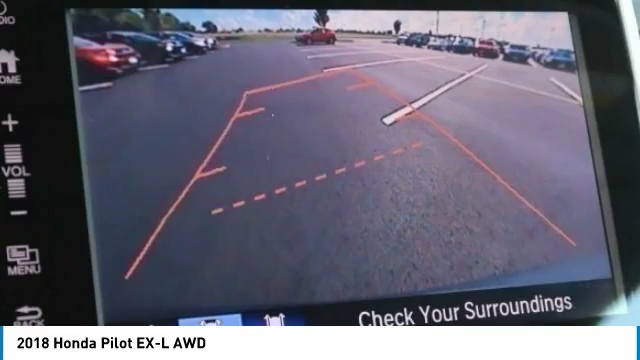 HOME
+
VOL
–
MENU
BACK
Check Your Surroundings
2018 Honda Pilot EX-L AWD